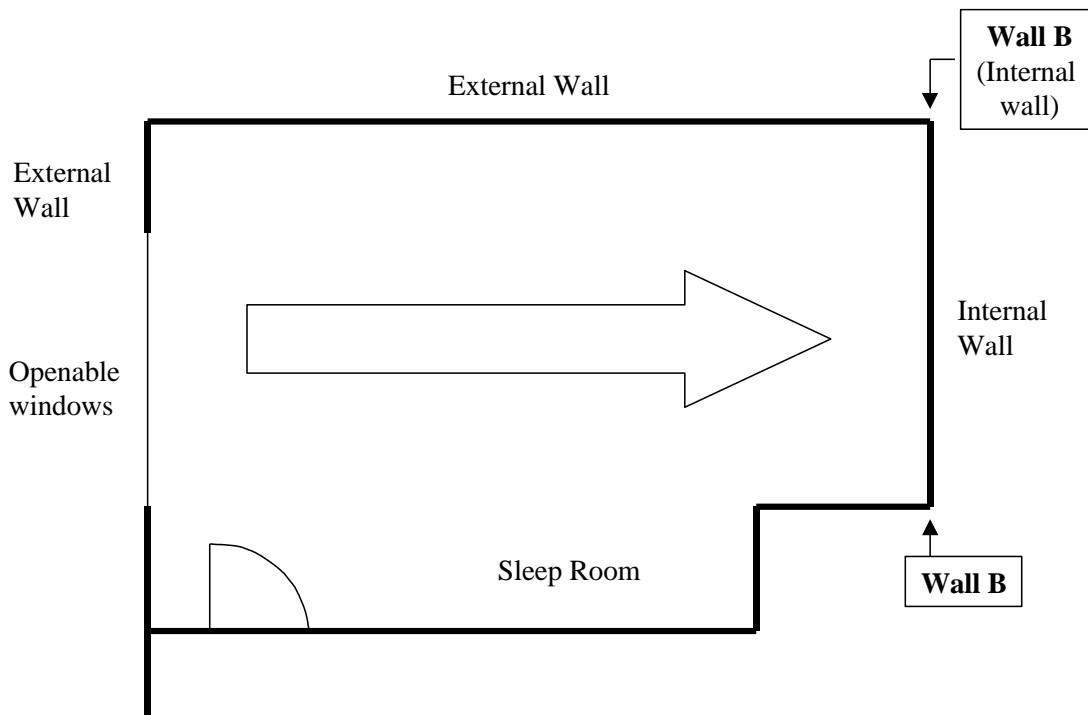 Wall B
(Internal
wall)
External Wall
External
Wall
Internal
Wall
Openable
windows
Sleep Room
Wall B